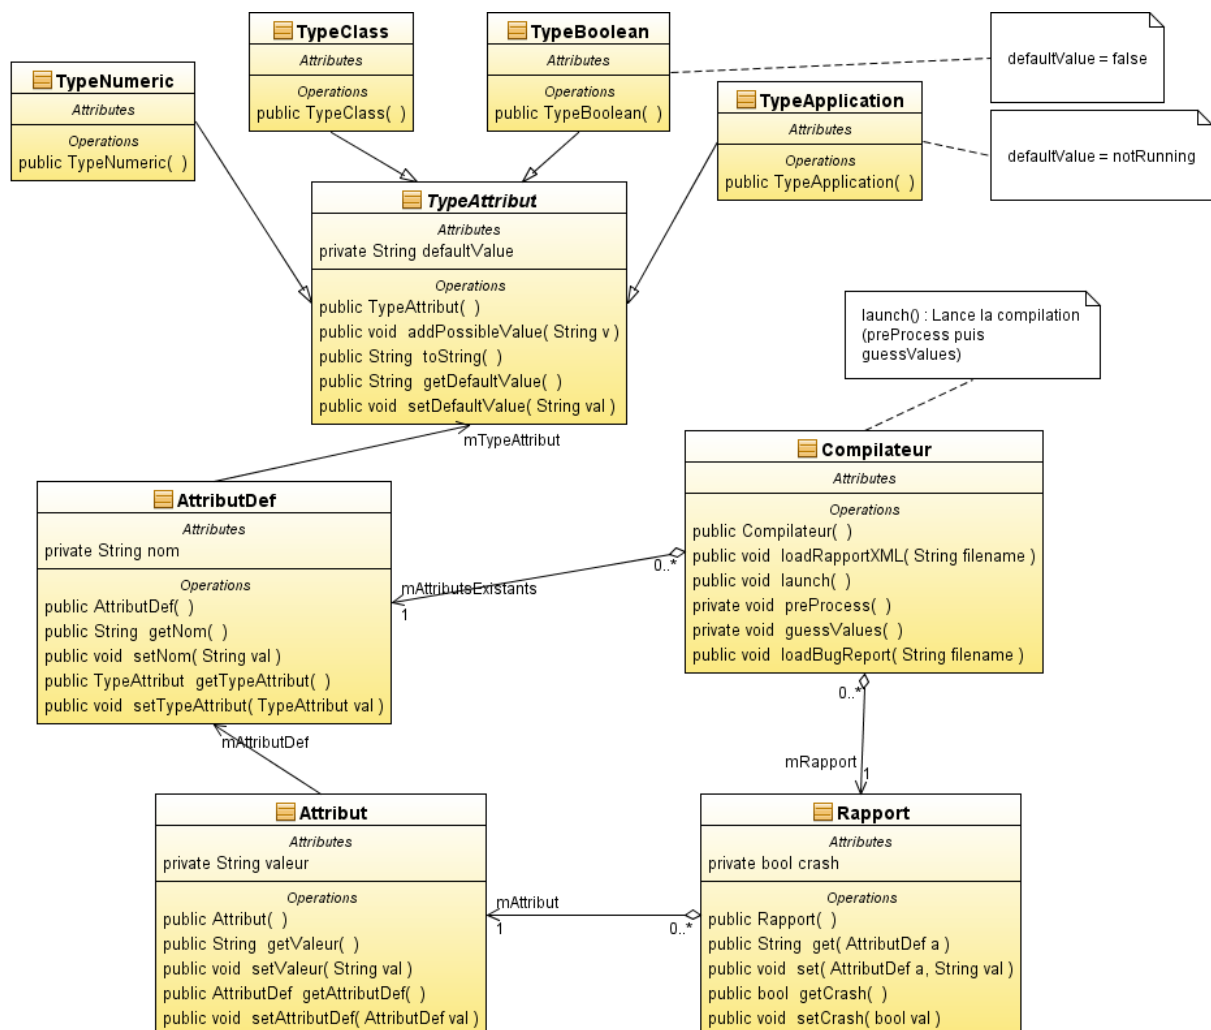 TypeClass
Attributes
Operations
public TypeClass( )
TypeBoolean
Attributes
Operations
public TypeBoolean( )
defaultValue = false
TypeNumeric
Attributes
Operations
public TypeNumeric( )
TypeApplication
Attributes
Operations
public TypeApplication( )
defaultValue = notRunning
TypeAttribut
Attributes
private String defaultValue
Operations
public TypeAttribut( )
public void addPossibleValue( String v )
public String toString( )
public String getDefaultValue( )
public void setDefaultValue( String val )
launch() : Lance la compilation
(preProcess puis
guessValues)
mTypeAttribut
Compilateur
Attributes
Operations
public Compilateur( )
public void loadRapportXML( String filename )
public void launch( )
private void preProcess( )
private void guessValues( )
public void loadBugReport( String filename )
AttributDef
Attributes
private String nom
Operations
public AttributDef( )
public String getNom( )
public void setNom( String val )
public TypeAttribut getTypeAttribut( )
public void setTypeAttribut( TypeAttribut val )
0..*
mAttributsExistants
1
0..*
mRapport
1
mAttributDef
Attribut
Attributes
private String valeur
Operations
public Attribut( )
public String getValeur( )
public void setValeur( String val )
public AttributDef getAttributDef( )
public void setAttributDef( AttributDef val )
mAttribut
1
0..*
Rapport
Attributes
private bool crash
Operations
public Rapport( )
public String get( AttributDef a )
public void set( AttributDef a, String val )
public bool getCrash( )
public void setCrash( bool val )